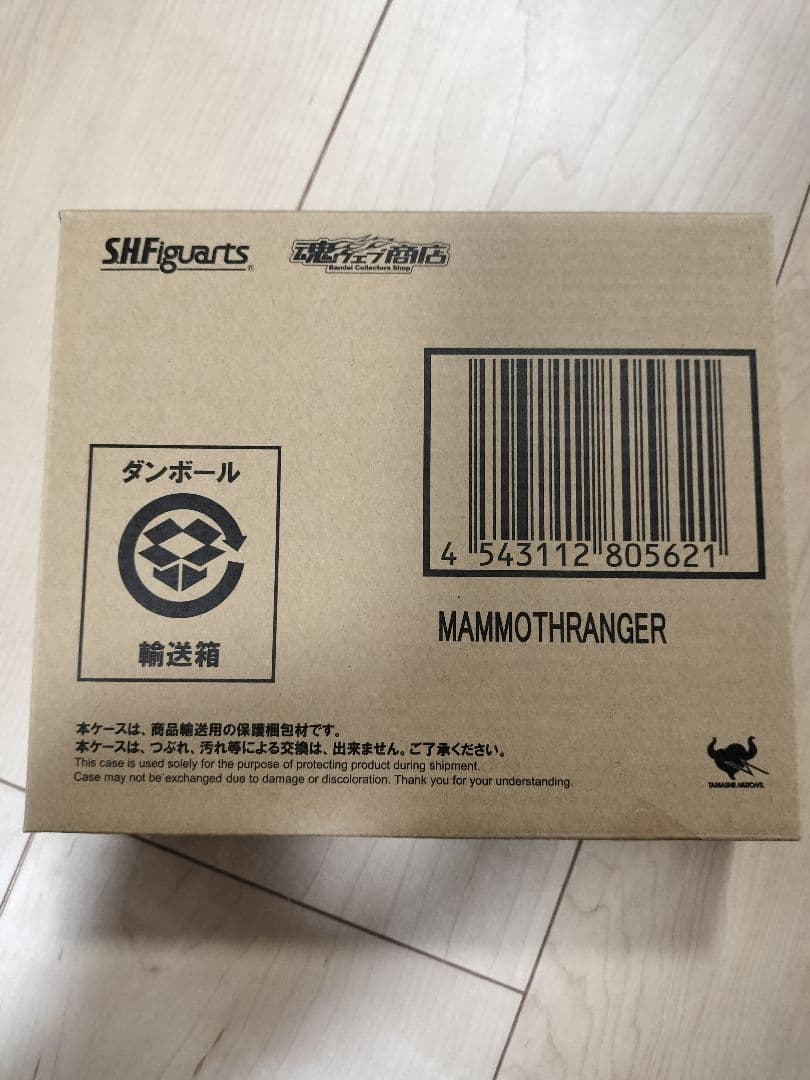 S.H.Figuarts®
魂ウェブ商店
Bandai Collectors Shop
4 543112 805621
MAMMOTHRANGER
ダンボール
輸送箱
本ケースは、商品輸送用の保護梱包材です。
本ケースは、つぶれ、汚れ等による交換は、出来ません。ご了承ください。
This case is used solely for the purpose of protecting product during shipment.
Case may not be exchanged due to damage or discoloration. Thank you for your understanding.
TAMASHII NATIONS